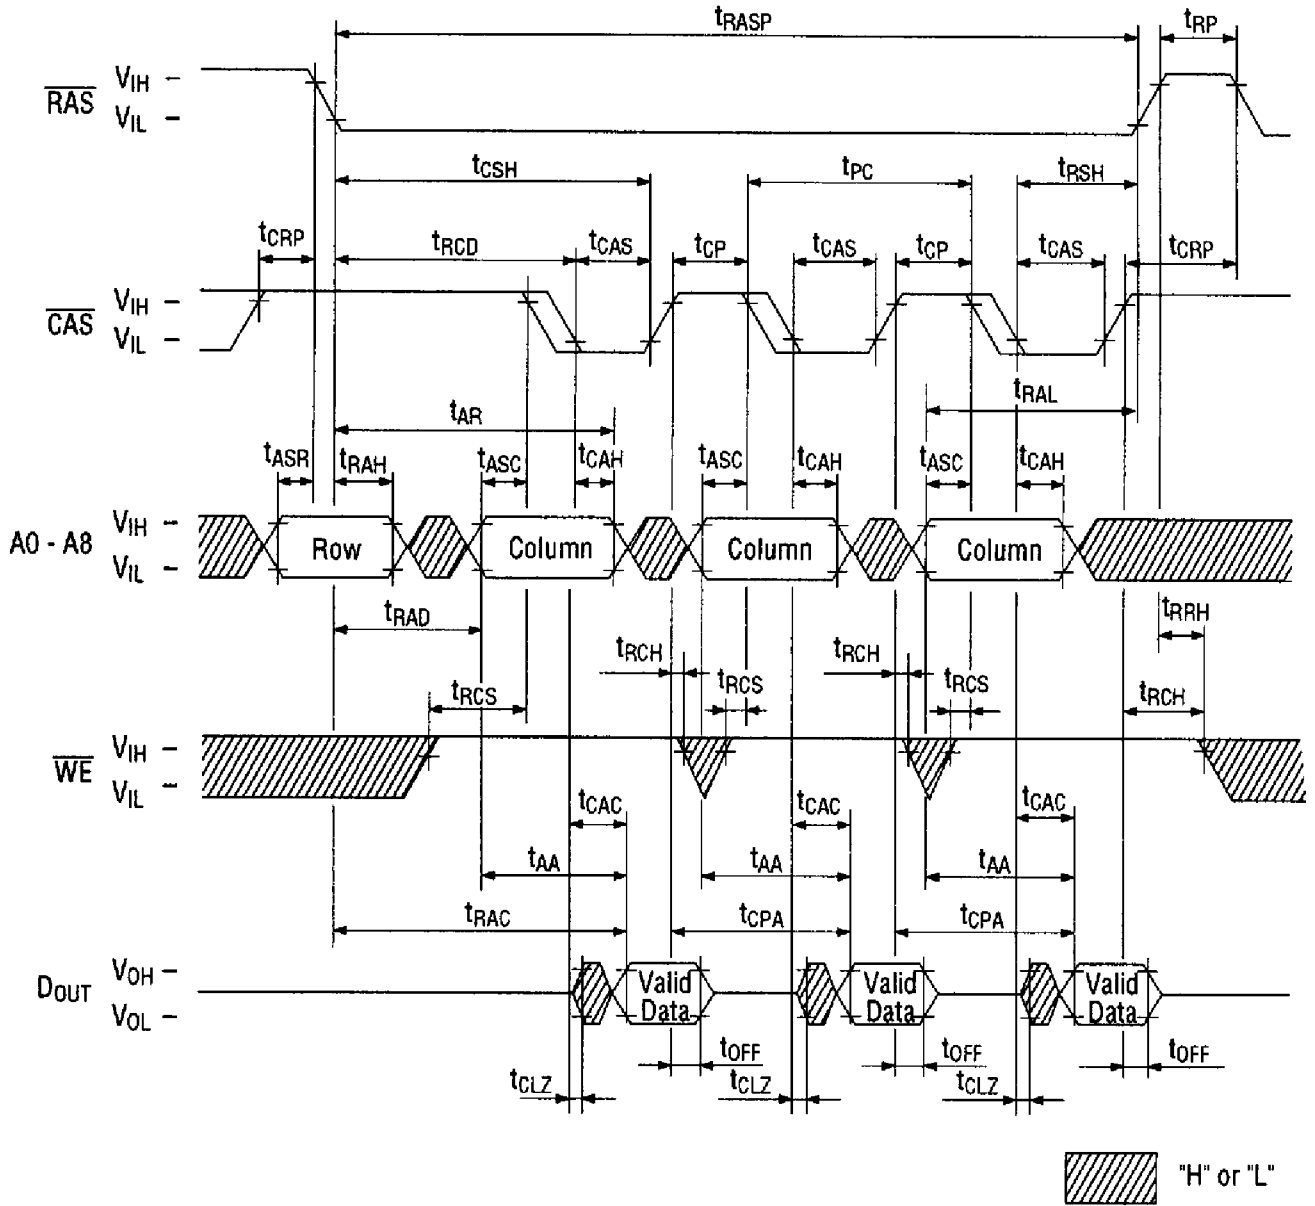 tRASP tRP
RAS VIH
VIL
tCSH tPC tRSH
tCRP tRCD tCAS tCP tCAS tCP tCAS tCRP
CAS VIH
VIL
tAR tRAL
tASR tRAH tASC tCAH tASC tCAH tASC tCAH
A0 - A8 VIH
VIL
Row Column Column Column
tRAD tRRH
tRCH tRCH
tRCS tRCS tRCS tRCH
WE VIH
VIL
tCAC tCAC tCAC
tAA tAA tAA
tRAC tCPA tCPA
DOUT VOH
VOL
Valid Data Valid Data Valid Data
tOFF tOFF tOFF
tCLZ tCLZ tCLZ
"H" or "L"